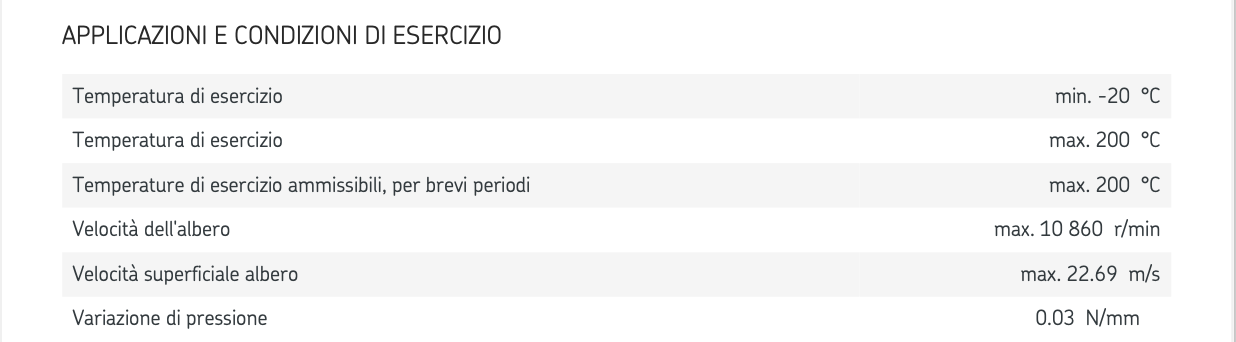 APPLICAZIONI E CONDIZIONI DI ESERCIZIO
Temperatura di esercizio min. -20 °C
Temperatura di esercizio max. 200 °C
Temperature di esercizio ammissibili, per brevi periodi max. 200 °C
Velocità dell'albero max. 10 860 r/min
Velocità superficiale albero max. 22.69 m/s
Variazione di pressione 0.03 N/mm